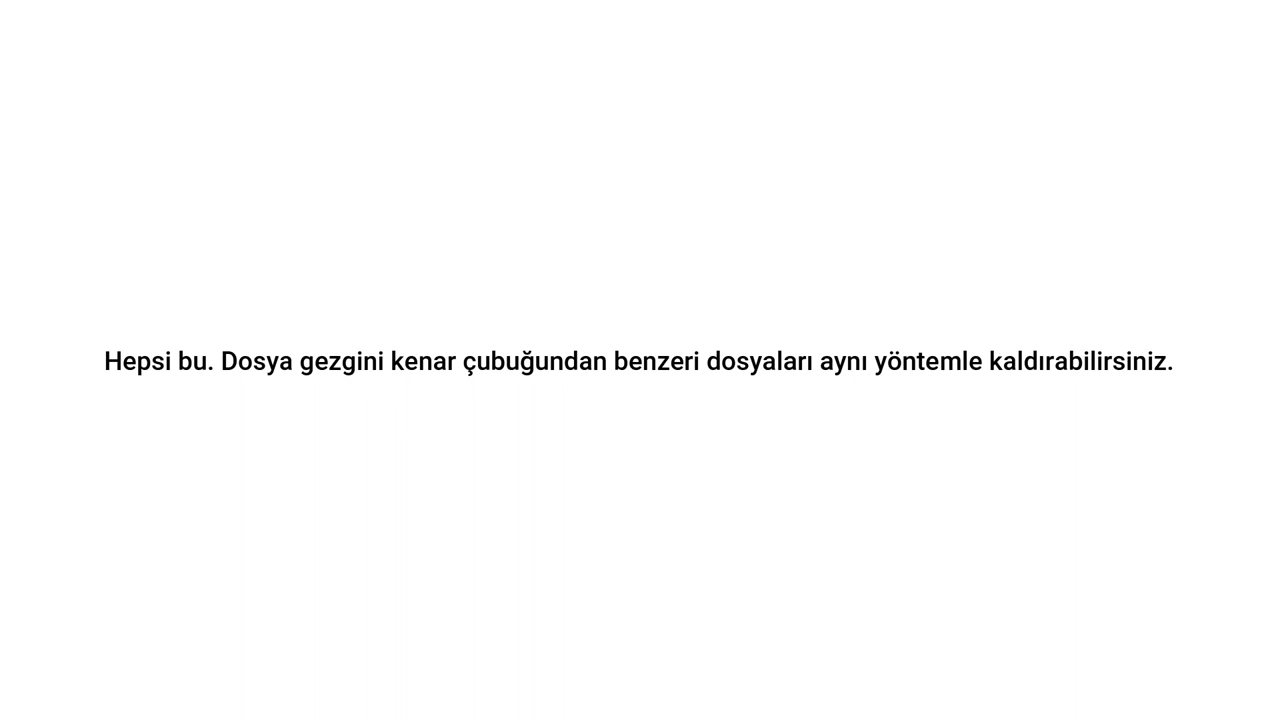 Hepsi bu. Dosya gezgini kenar çubuğundan benzeri dosyaları aynı yöntemle kaldırabilirsiniz.